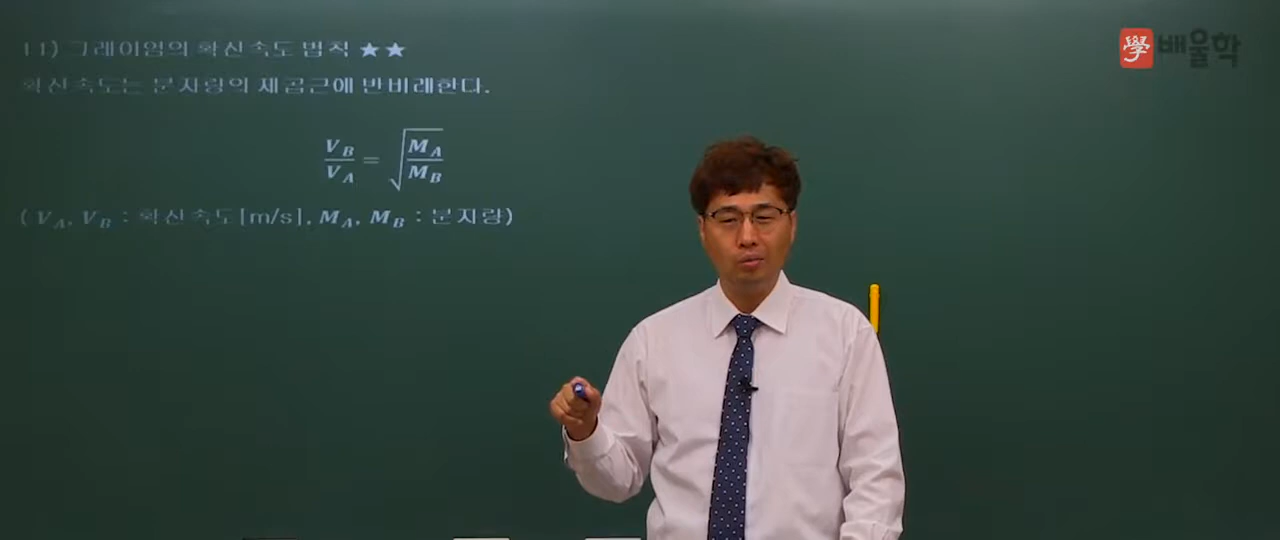 11) 그레이엄의 확산속도 법칙 ★★
學 배울학
확산속도는 분자량의 제곱근에 반비례한다.
V_B/V_A = √(M_A/M_B)
( V_A, V_B : 확산속도[m/s], M_A, M_B : 분자량)